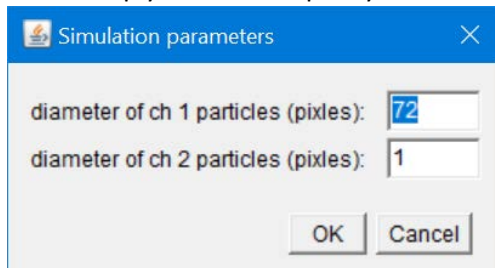 Simulation parameters
diameter of ch 1 particles (pixles): 72
diameter of ch 2 particles (pixles): 1
OK Cancel